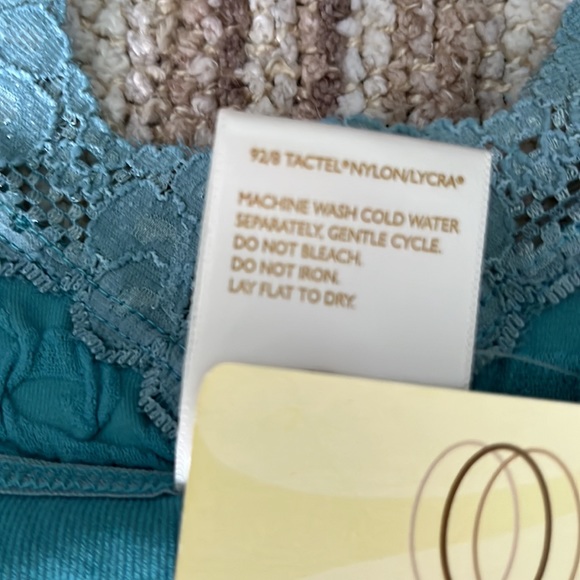 92/8 TACTEL®NYLON/LYCRA®
MACHINE WASH COLD WATER
SEPARATELY, GENTLE CYCLE.
DO NOT BLEACH.
DO NOT IRON.
LAY FLAT TO DRY.